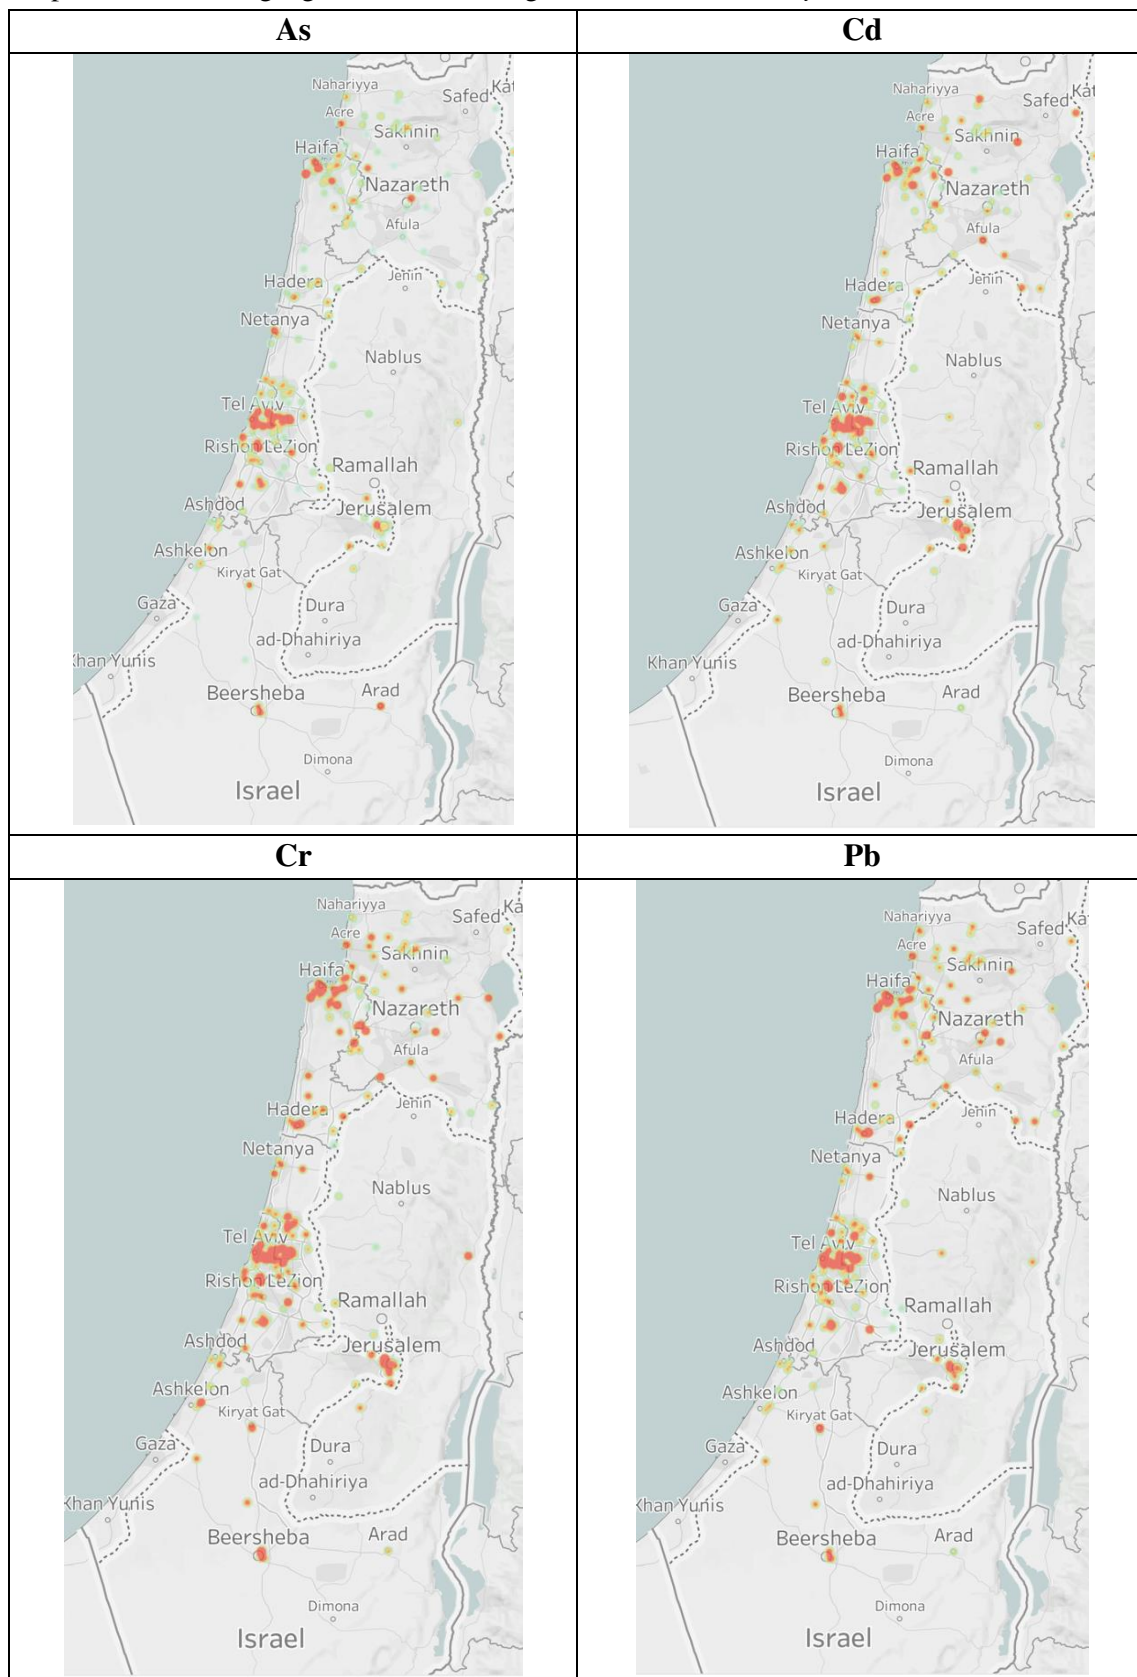 As
Cd
Nahariyya
Safed
Acre
Sakhnin
Haifa
Nazareth
Afula
Hadera
Jenin
Netanya
Nablus
Tel Aviv
Rishon LeZion
Ramallah
Ashdod
Jerusalem
Ashkelon
Kiryat Gat
Gaza
Dura
ad-Dhahiriya
Khan Yunis
Beersheba
Arad
Dimona
Israel
Nahariyya
Safed
Acre
Sakhnin
Haifa
Nazareth
Afula
Hadera
Jenin
Netanya
Nablus
Tel Aviv
Rishon LeZion
Ramallah
Ashdod
Jerusalem
Ashkelon
Kiryat Gat
Gaza
Dura
ad-Dhahiriya
Khan Yunis
Beersheba
Arad
Dimona
Israel
Cr
Pb
Nahariyya
Safed
Acre
Sakhnin
Haifa
Nazareth
Afula
Hadera
Jenin
Netanya
Nablus
Tel Aviv
Rishon LeZion
Ramallah
Ashdod
Jerusalem
Ashkelon
Kiryat Gat
Gaza
Dura
ad-Dhahiriya
Khan Yunis
Beersheba
Arad
Dimona
Israel
Nahariyya
Safed
Acre
Sakhnin
Haifa
Nazareth
Afula
Hadera
Jenin
Netanya
Nablus
Tel Aviv
Rishon LeZion
Ramallah
Ashdod
Jerusalem
Ashkelon
Kiryat Gat
Gaza
Dura
ad-Dhahiriya
Khan Yunis
Beersheba
Arad
Dimona
Israel